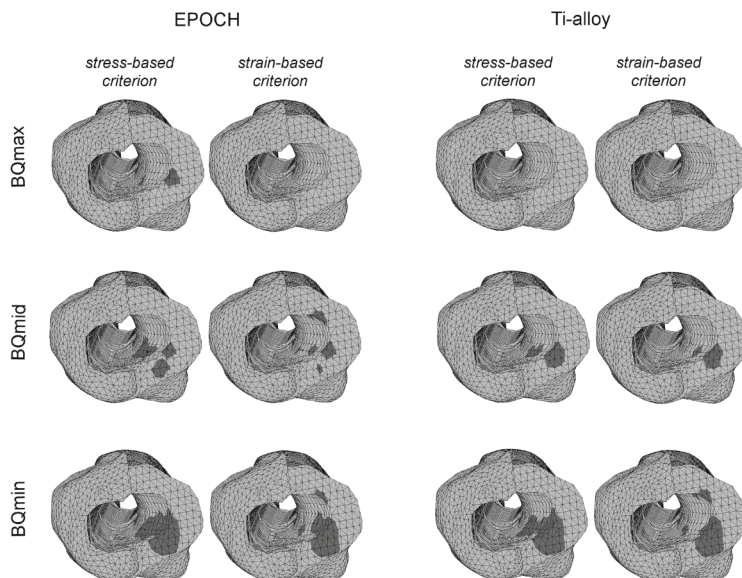 EPOCH Ti-alloy
stress-based strain-based stress-based strain-based
criterion criterion criterion criterion
BQmax
BQmid
BQmin